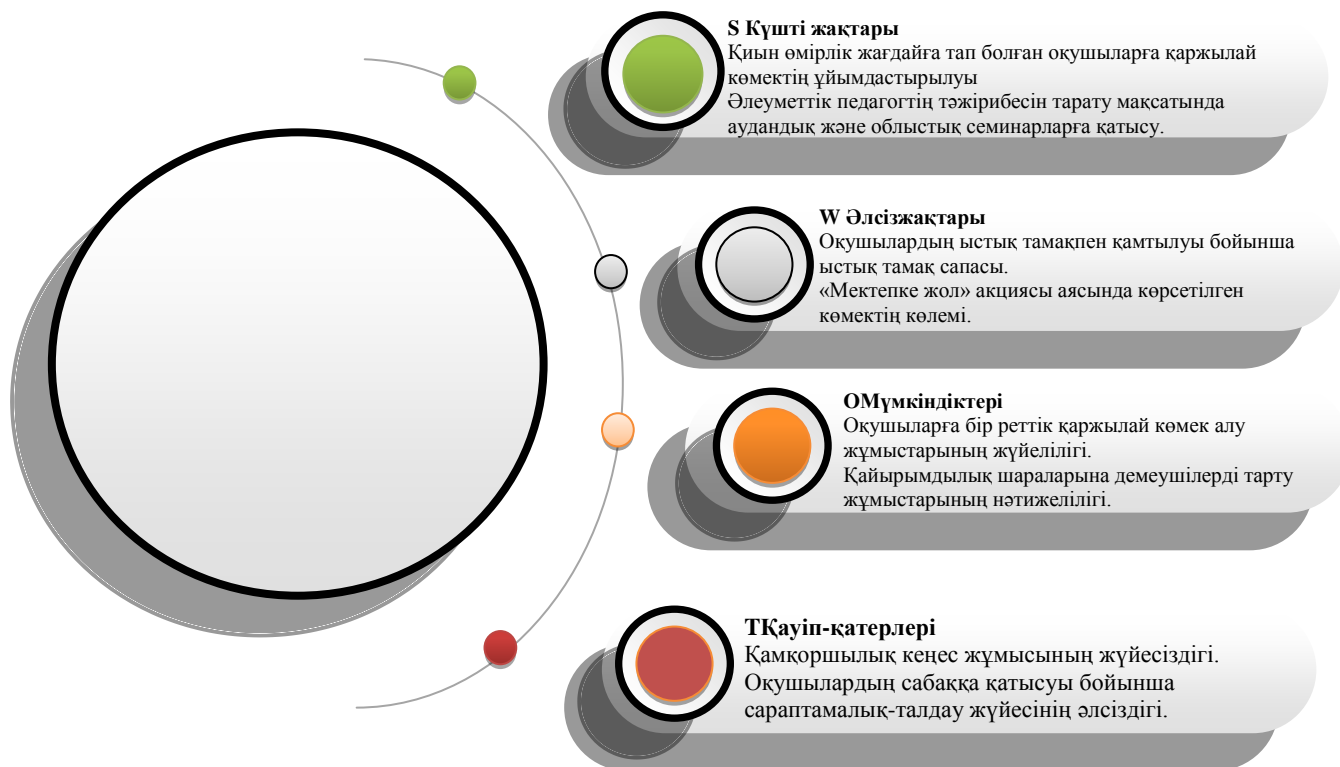 S Күшті жақтары
Қиын өмірлік жағдайға тап болған оқушыларға қаржылай
көмектің ұйымдастырылуы
Әлеуметтік педагогтің тәжірибесін тарату мақсатында
аудандық және облыстық семинарларға қатысу.
W Әлсізжақтары
Оқушылардың ыстық тамақпен қамтылуы бойынша
ыстық тамақ сапасы.
«Мектепке жол» акциясы аясында көрсетілген
көмектің көлемі.
OМүмкіндіктері
Оқушыларға бір реттік қаржылай көмек алу
жұмыстарының жүйелілігі.
Қайырымдылық шараларына демеушілерді тарту
жұмыстарының нәтижелілігі.
TҚауіп-қатерлері
Қамқоршылық кеңес жұмысының жүйесіздігі.
Оқушылардың сабаққа қатысуы бойынша
сараптамалық-талдау жүйесінің әлсіздігі.